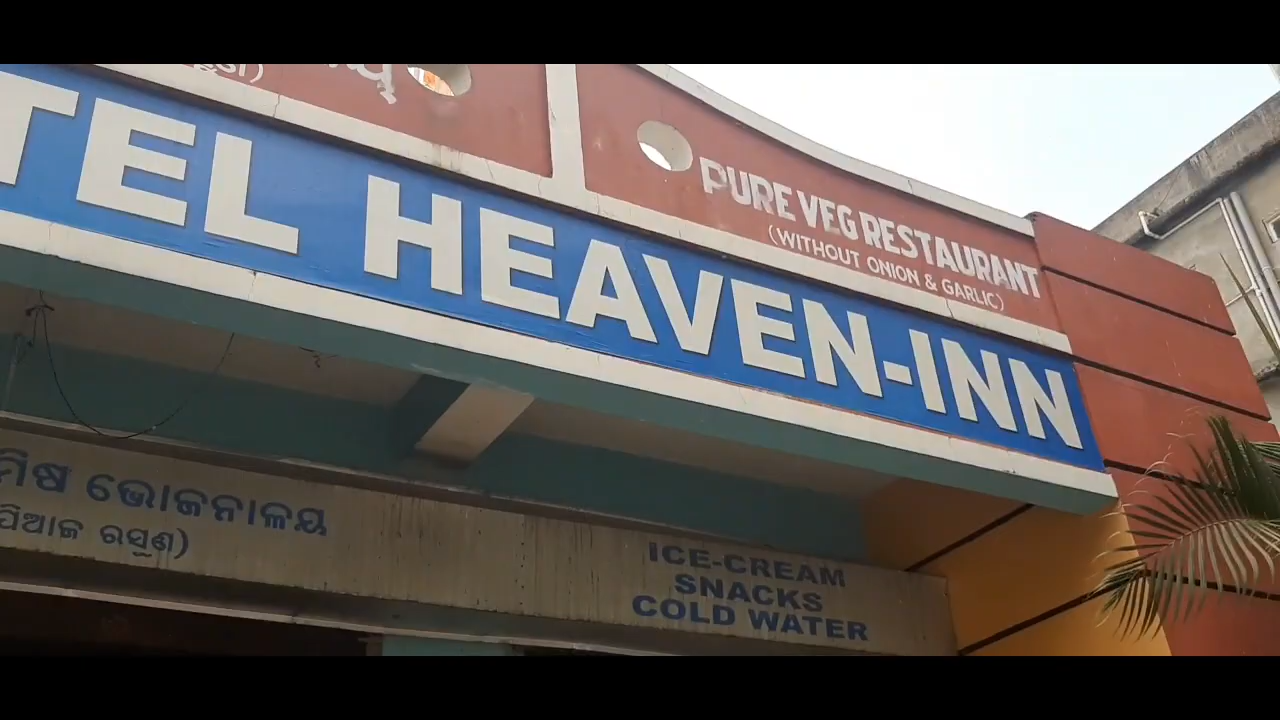 TEL HEAVEN-INN
PURE VEG RESTAURANT
(WITHOUT ONION & GARLIC)
ମିଷ ଭୋଜନାଳୟ
ପିଆଜ ରସୁଣ)
ICE-CREAM
SNACKS
COLD WATER